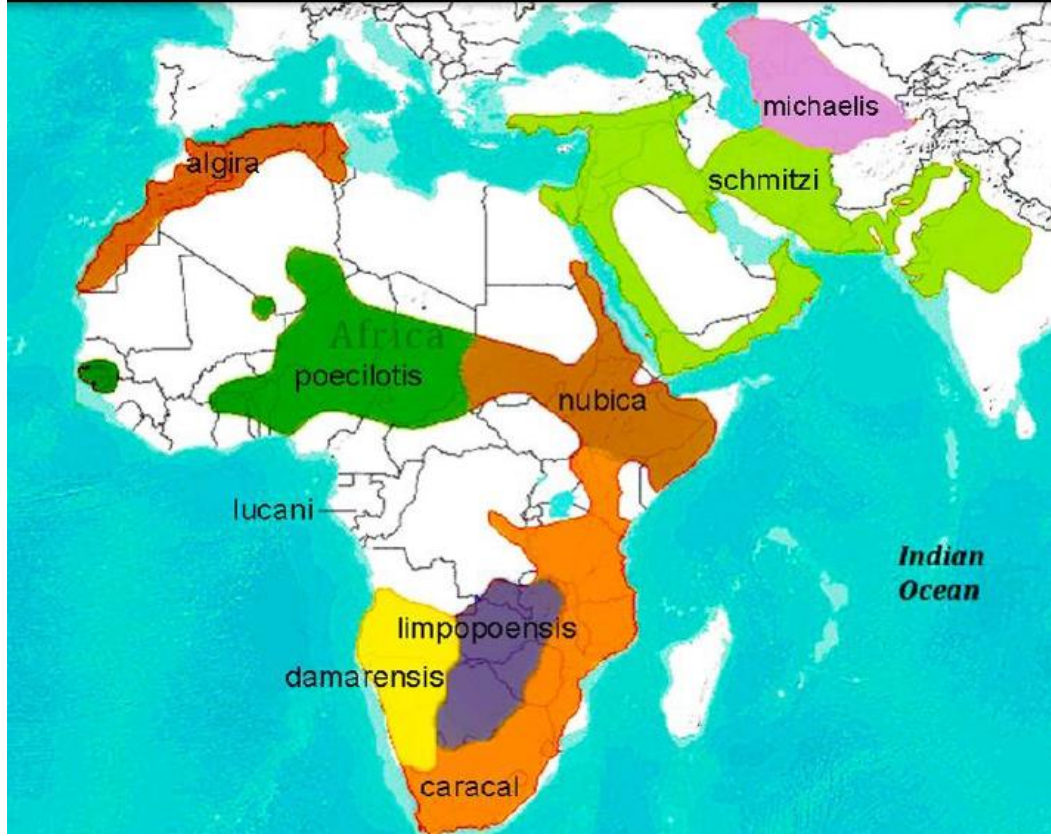 michaelis
algira
schmitzi
Africa
poecilotis
nubica
lucani
Indian
Ocean
limpopoensis
damarensis
caracal